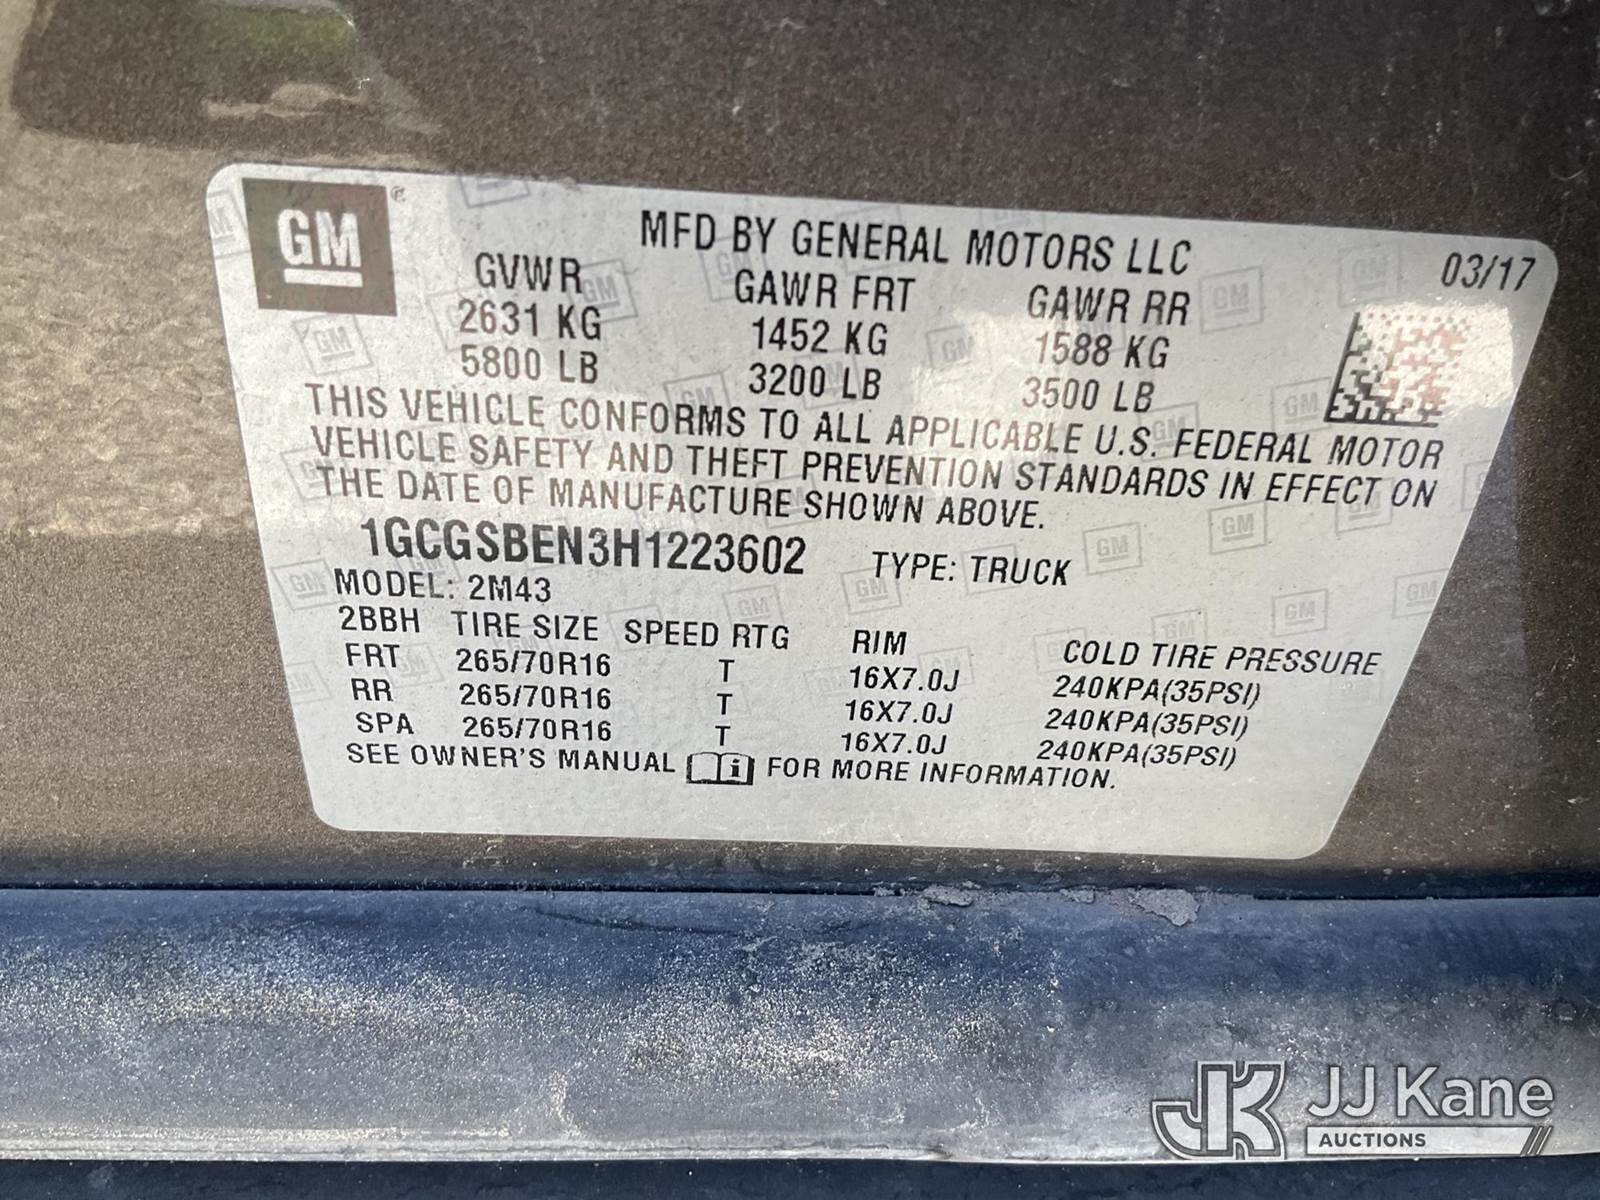 GM ®
MFD BY GENERAL MOTORS LLC
03/17
GVWR GAWR FRT GAWR RR
2631 KG 1452 KG 1588 KG
5800 LB 3200 LB 3500 LB
THIS VEHICLE CONFORMS TO ALL APPLICABLE U.S. FEDERAL MOTOR
VEHICLE SAFETY AND THEFT PREVENTION STANDARDS IN EFFECT ON
THE DATE OF MANUFACTURE SHOWN ABOVE.
1GCGSBEN3H1223602 TYPE: TRUCK
MODEL: 2M43
2BBH TIRE SIZE SPEED RTG RIM COLD TIRE PRESSURE
FRT 265/70R16 T 16X7.0J 240KPA(35PSI)
RR 265/70R16 T 16X7.0J 240KPA(35PSI)
SPA 265/70R16 T 16X7.0J 240KPA(35PSI)
SEE OWNER'S MANUAL i FOR MORE INFORMATION.
JK JJ Kane
AUCTIONS